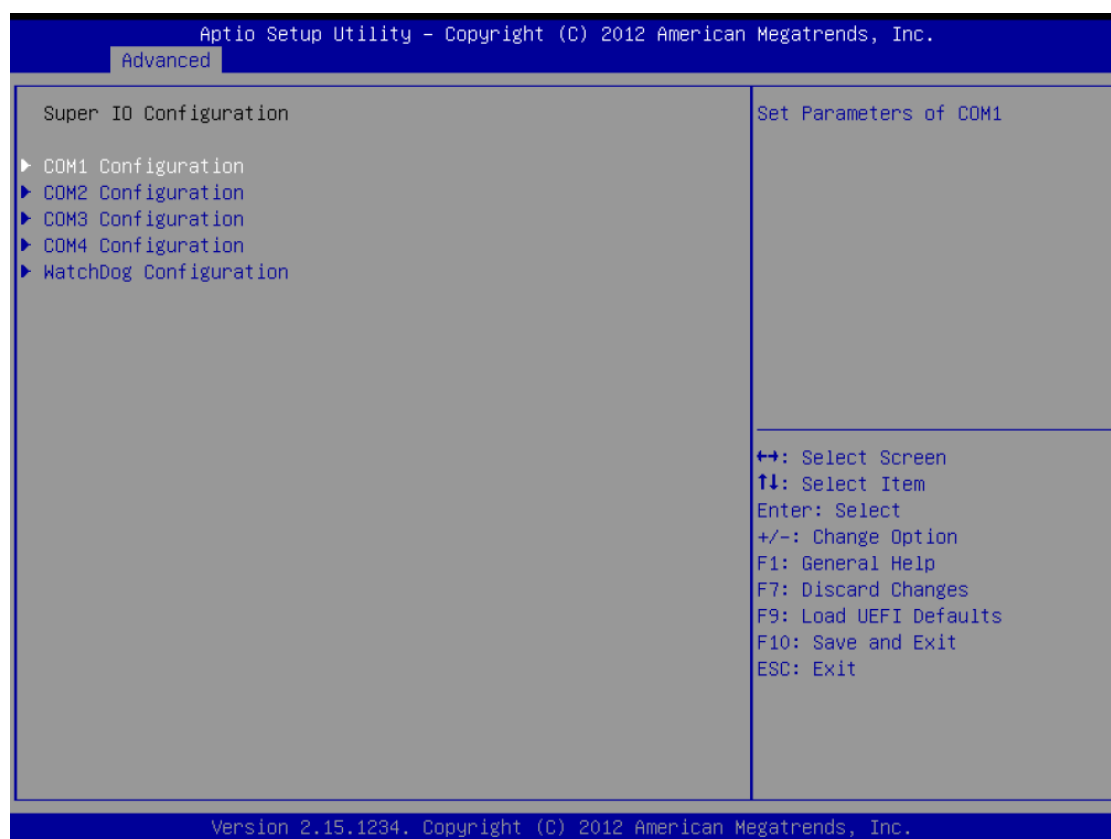 Aptio Setup Utility – Copyright (C) 2012 American Megatrends, Inc.
Advanced
Super IO Configuration
▶ COM1 Configuration
▶ COM2 Configuration
▶ COM3 Configuration
▶ COM4 Configuration
▶ WatchDog Configuration
Set Parameters of COM1
↔: Select Screen
↑↓: Select Item
Enter: Select
+/-: Change Option
F1: General Help
F7: Discard Changes
F9: Load UEFI Defaults
F10: Save and Exit
ESC: Exit
Version 2.15.1234. Copyright (C) 2012 American Megatrends, Inc.